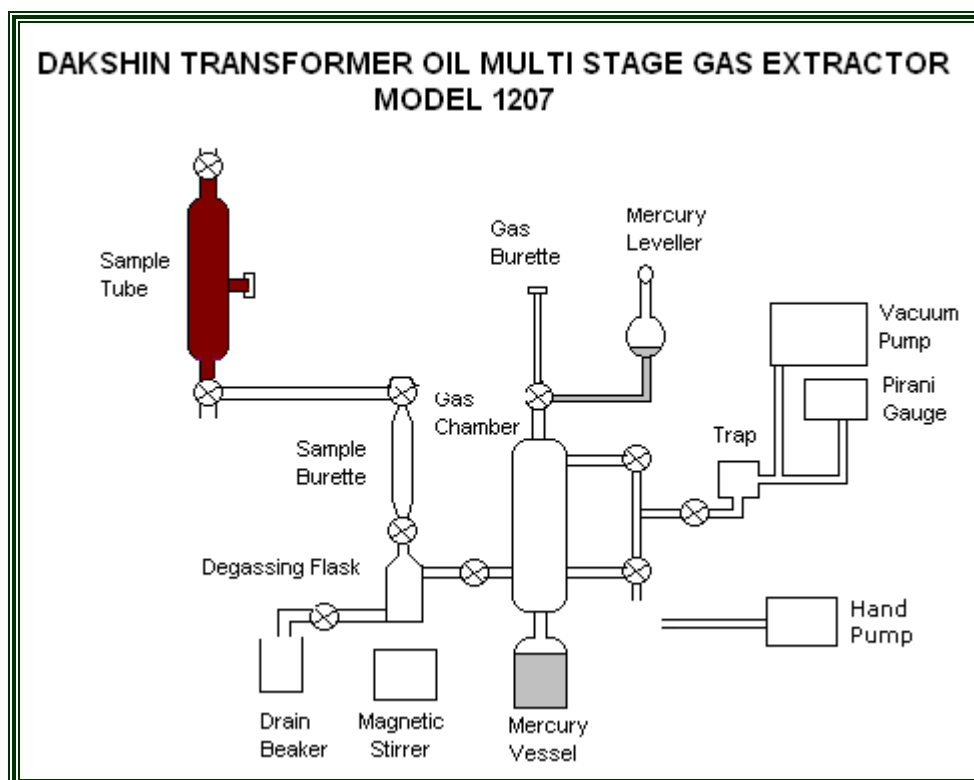 DAKSHIN TRANSFORMER OIL MULTI STAGE GAS EXTRACTOR
MODEL 1207
Sample
Tube
Gas
Burette
Mercury
Leveller
Vacuum
Pump
Pirani
Gauge
Gas
Chamber
Trap
Sample
Burette
Degassing Flask
Hand
Pump
Drain
Beaker
Magnetic
Stirrer
Mercury
Vessel